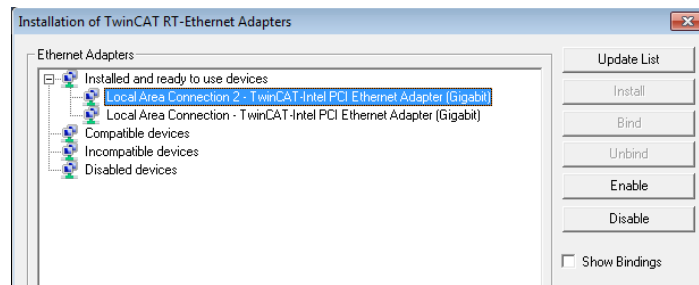 Installation of TwinCAT RT-Ethernet Adapters
Ethernet Adapters
Update List
Installed and ready to use devices
Install
Local Area Connection 2 - TwinCAT-Intel PCI Ethernet Adapter (Gigabit)
Local Area Connection - TwinCAT-Intel PCI Ethernet Adapter (Gigabit)
Bind
Compatible devices
Incompatible devices
Unbind
Disabled devices
Enable
Disable
Show Bindings